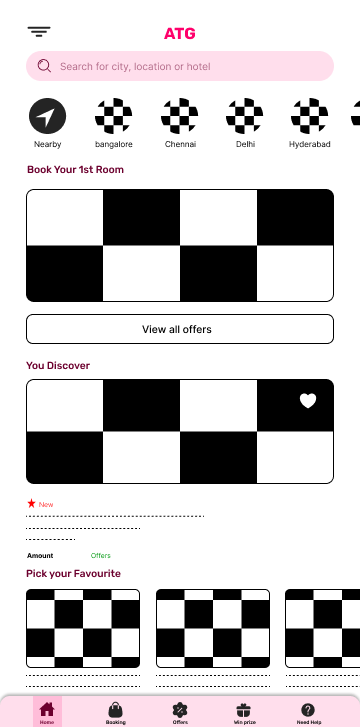 ATG
Search for city, location or hotel
Nearby bangalore Chennai Delhi Hyderabad
Book Your 1st Room
View all offers
You Discover
New
Amount Offers
Pick your Favourite
Home Booking Offers Win prize Need Help